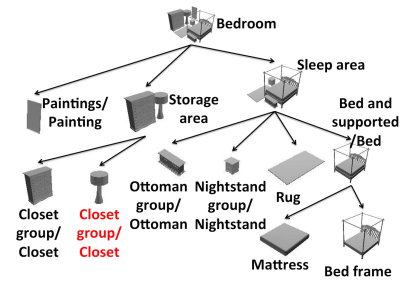 Bedroom
Sleep area
Paintings/
Painting
Storage
area
Bed and
supported
/Bed
Closet
group/
Closet
Closet
group/
Closet
Ottoman
group/
Ottoman
Nightstand
group/
Nightstand
Rug
Mattress
Bed frame